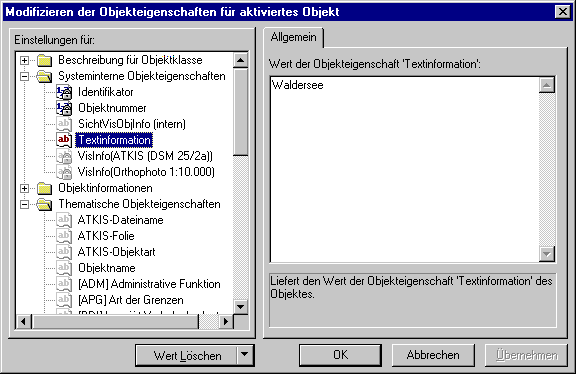 Modifizieren der Objekteigenschaften für aktiviertes Objekt
Einstellungen für:
Beschreibung für Objektklasse
Systeminterne Objekteigenschaften
Identifikator
Objektnummer
SichtVisObjInfo (intern)
Textinformation
VisInfo(ATKIS (DSM 25/2a))
VisInfo(Orthophoto 1:10.000)
Objektinformationen
Thematische Objekteigenschaften
ATKIS-Dateiname
ATKIS-Folie
ATKIS-Objektart
Objektname
[ADM] Administrative Funktion
[APG] Art der Grenzen
Wert Löschen
Allgemein
Wert der Objekteigenschaft 'Textinformation':
Waldersee
Liefert den Wert der Objekteigenschaft 'Textinformation' des
Objektes.
OK
Abbrechen
Übernehmen